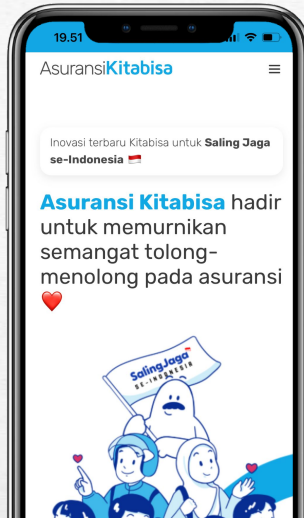 19.51
AsuransiKitabisa
Inovasi terbaru Kitabisa untuk Saling Jaga
se-Indonesia 🇮🇩
Asuransi Kitabisa hadir
untuk memurnikan
semangat tolong-
menolong pada asuransi
❤️
SalingJaga
SE-INDONESIA